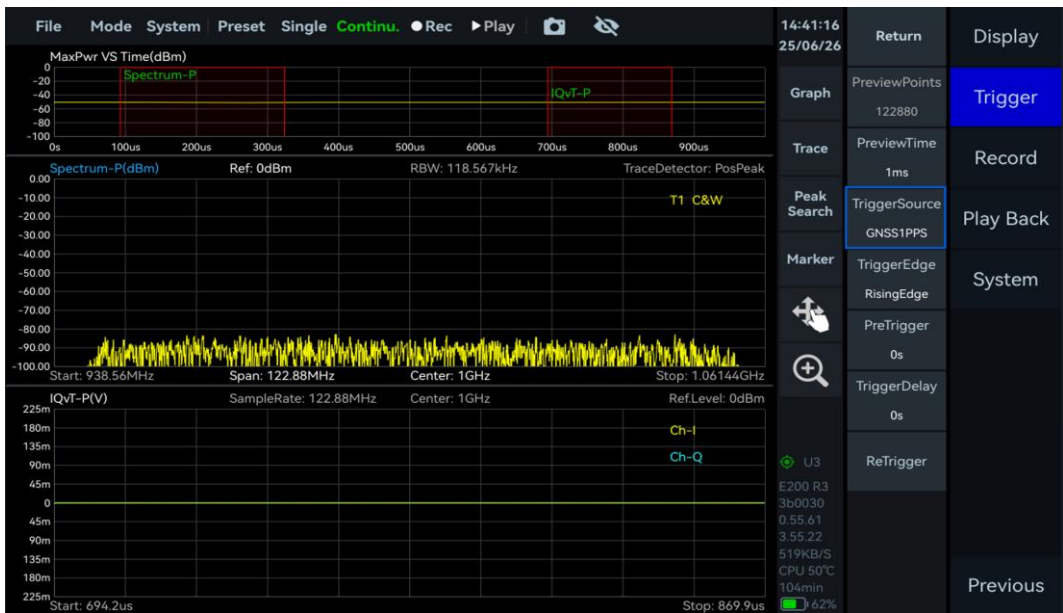 File Mode System Preset Single Continu. Rec Play
MaxPwr VS Time(dBm)
0
-20
-40
-60
-80
-100
Spectrum-P
IQvT-P
0s 100us 200us 300us 400us 500us 600us 700us 800us 900us
Spectrum-P(dBm) Ref: 0dBm RBW: 118.567kHz TraceDetector: PosPeak
0.00
-10.00
-20.00
-30.00
-40.00
-50.00
-60.00
-70.00
-80.00
-90.00
-100.00
T1 C&W
Start: 938.56MHz Span: 122.88MHz Center: 1GHz Stop: 1.06144GHz
IQvT-P(V) SampleRate: 122.88MHz Center: 1GHz Ref.Level: 0dBm
225m
180m
135m
90m
45m
0
45m
90m
135m
180m
225m
Ch-I
Ch-Q
Start: 694.2us Stop: 869.9us
14:41:16
25/06/26
Graph
Trace
Peak
Search
Marker
U3
E200 R3
3b0030
0.55.61
3.55.22
519KB/S
CPU 50℃
104min
62%
Return
PreviewPoints
122880
PreviewTime
1ms
TriggerSource
GNSS1PPS
TriggerEdge
RisingEdge
PreTrigger
0s
TriggerDelay
0s
ReTrigger
Display
Trigger
Record
Play Back
System
Previous